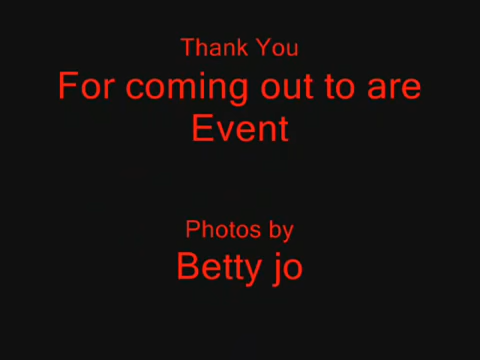 Thank You
For coming out to are
Event
Photos by
Betty jo